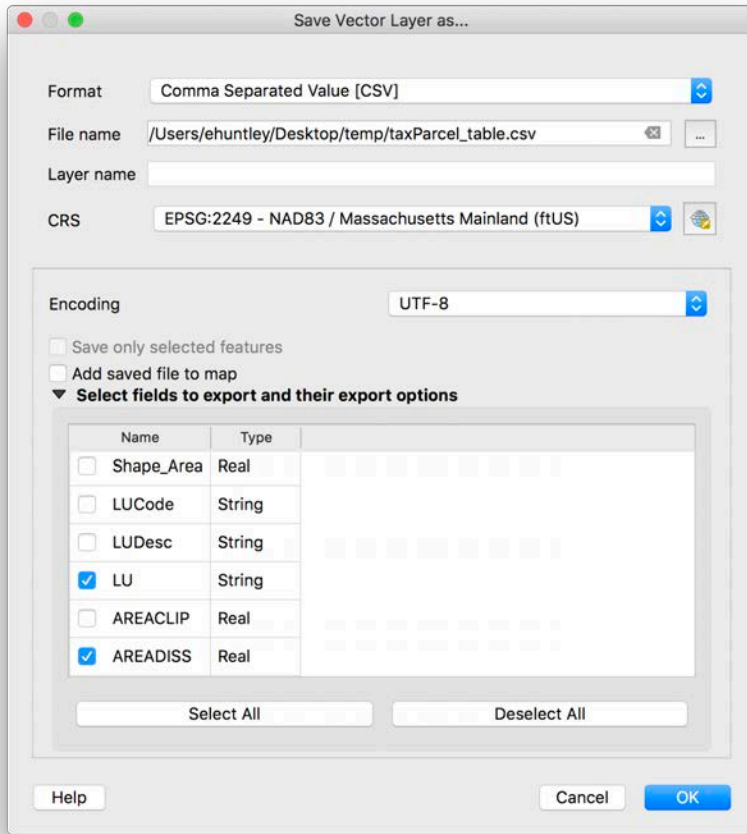 Save Vector Layer as...
Format Comma Separated Value [CSV]
File name /Users/ehuntley/Desktop/temp/taxParcel_table.csv ...
Layer name
CRS EPSG:2249 - NAD83 / Massachusetts Mainland (ftUS)
Encoding UTF-8
Save only selected features
Add saved file to map
Select fields to export and their export options
Name Type
Shape_Area Real
LUCode String
LUDesc String
LU String
AREACLIP Real
AREADISS Real
Select All Deselect All
Help Cancel OK